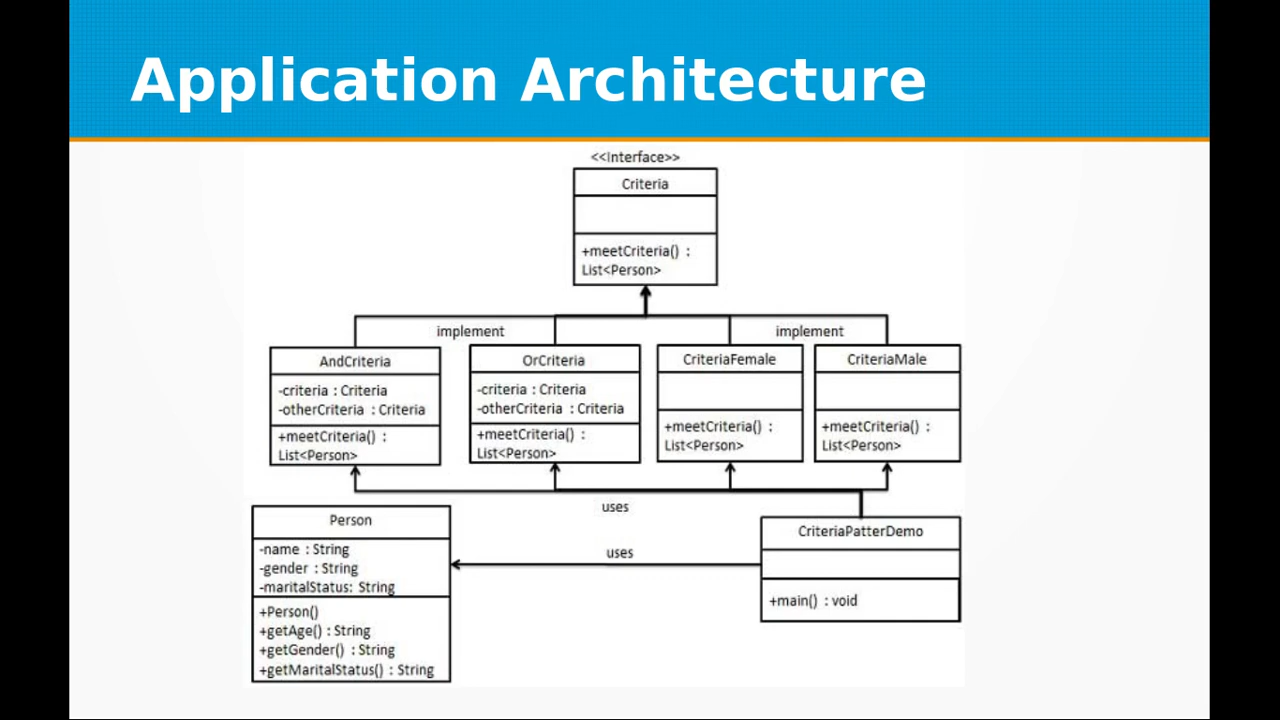 Application Architecture
<<Interface>>
Criteria
+meetCriteria() :
List<Person>
implement
implement
AndCriteria
-criteria : Criteria
-otherCriteria : Criteria
+meetCriteria() :
List<Person>
OrCriteria
-criteria : Criteria
-otherCriteria : Criteria
+meetCriteria() :
List<Person>
CriteriaFemale
+meetCriteria() :
List<Person>
CriteriaMale
+meetCriteria() :
List<Person>
uses
Person
-name : String
-gender : String
-maritalStatus: String
+Person()
+getAge() : String
+getGender() : String
+getMaritalStatus() : String
uses
CriteriaPatterDemo
+main() : void